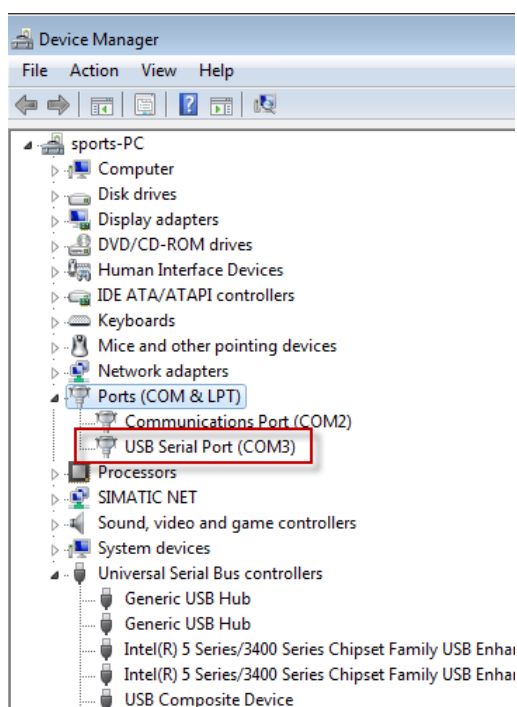 Device Manager
File Action View Help
sports-PC
Computer
Disk drives
Display adapters
DVD/CD-ROM drives
Human Interface Devices
IDE ATA/ATAPI controllers
Keyboards
Mice and other pointing devices
Network adapters
Ports (COM & LPT)
Communications Port (COM2)
USB Serial Port (COM3)
Processors
SIMATIC NET
Sound, video and game controllers
System devices
Universal Serial Bus controllers
Generic USB Hub
Generic USB Hub
Intel(R) 5 Series/3400 Series Chipset Family USB Enhar
Intel(R) 5 Series/3400 Series Chipset Family USB Enhar
USB Composite Device